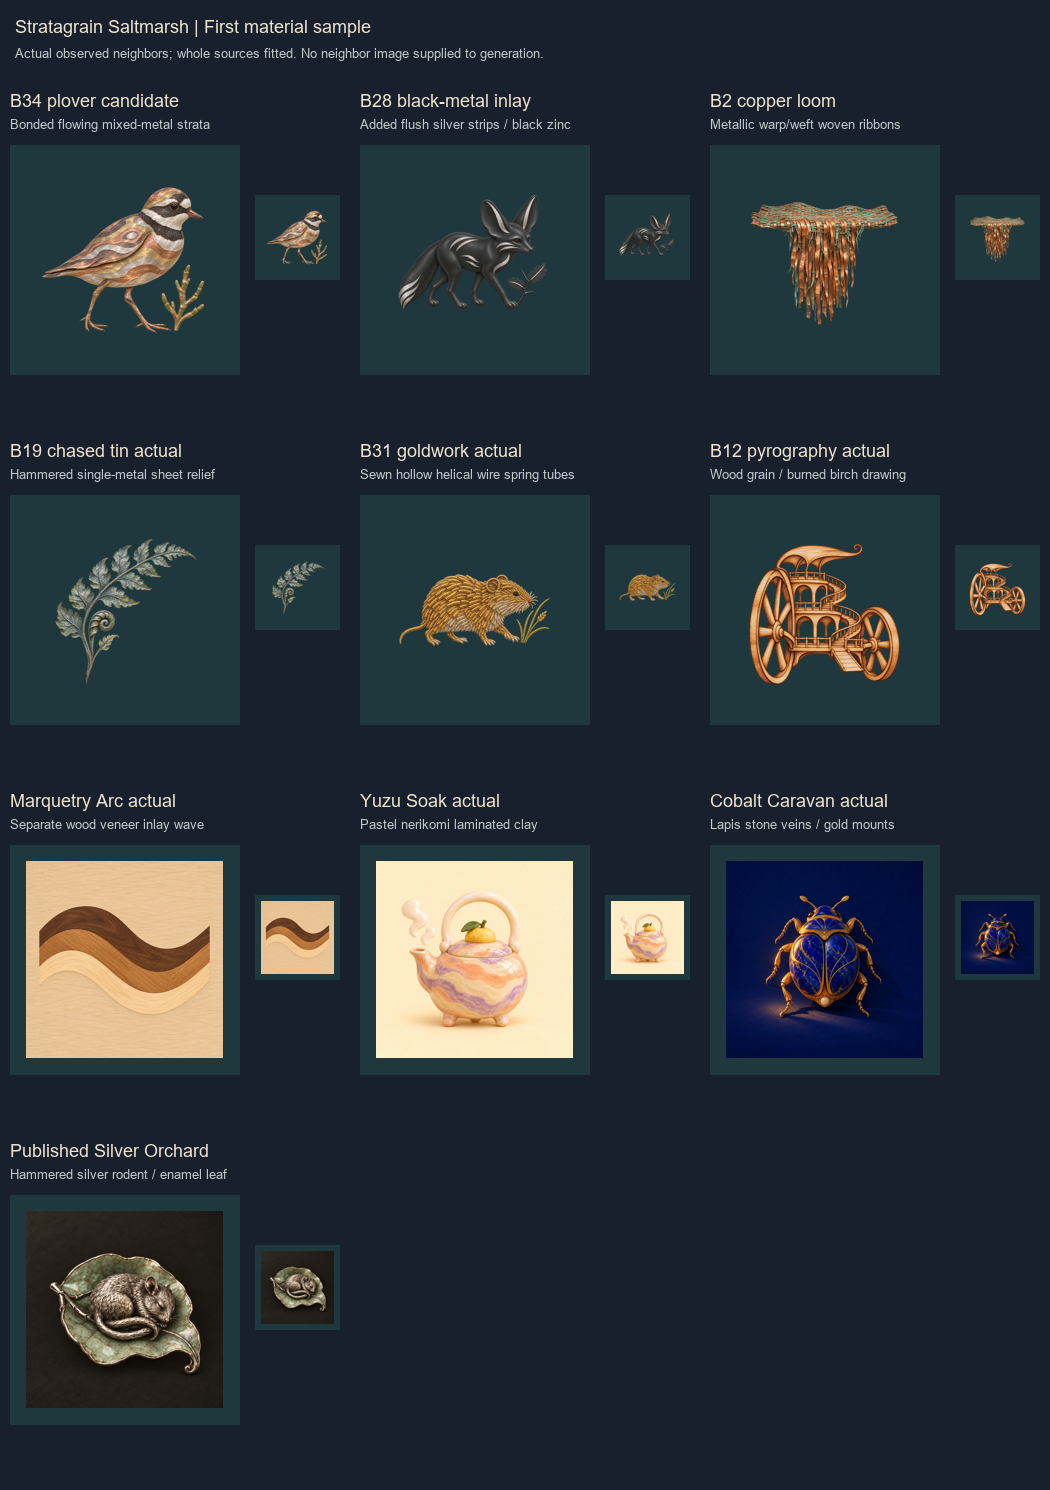 Stratagrain Saltmarsh | First material sample
Actual observed neighbors; whole sources fitted. No neighbor image supplied to generation.
B34 plover candidate
Bonded flowing mixed-metal strata
B28 black-metal inlay
Added flush silver strips / black zinc
B2 copper loom
Metallic warp/weft woven ribbons
B19 chased tin actual
Hammered single-metal sheet relief
B31 goldwork actual
Sewn hollow helical wire spring tubes
B12 pyrography actual
Wood grain / burned birch drawing
Marquetry Arc actual
Separate wood veneer inlay wave
Yuzu Soak actual
Pastel nerikomi laminated clay
Cobalt Caravan actual
Lapis stone veins / gold mounts
Published Silver Orchard
Hammered silver rodent / enamel leaf